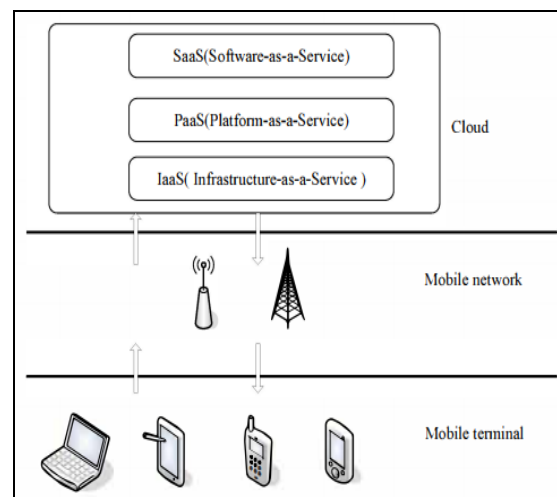 SaaS(Software-as-a-Service)
PaaS(Platform-as-a-Service)
Cloud
IaaS( Infrastructure-as-a-Service )
Mobile network
Mobile terminal